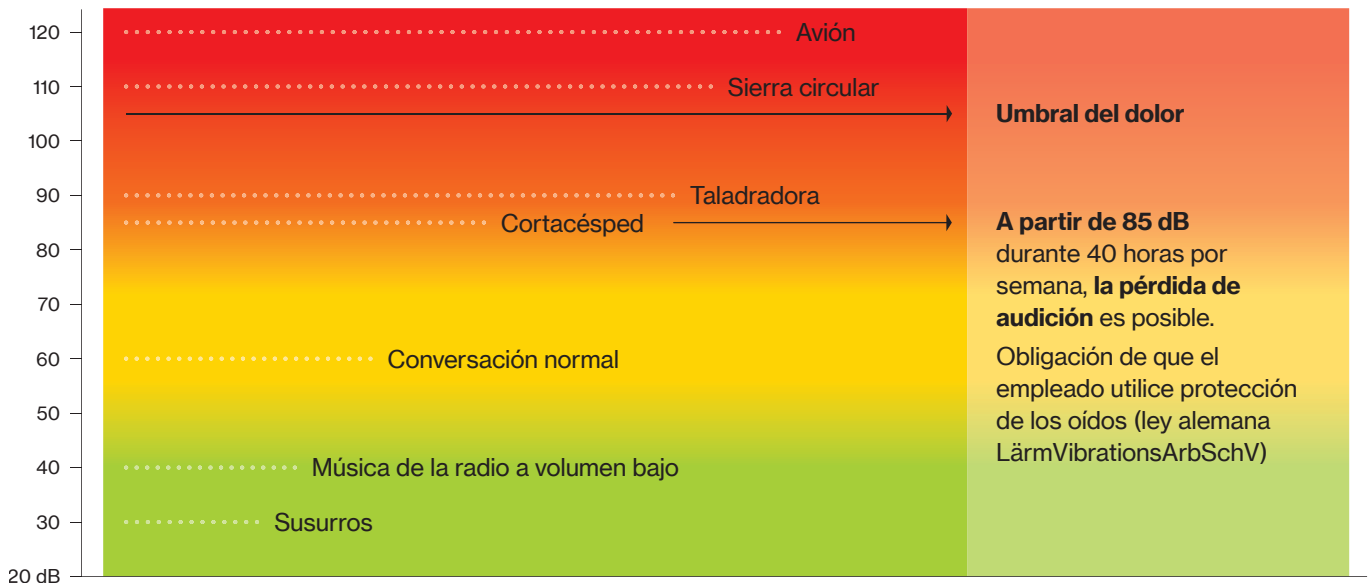 120
Avión
110
Sierra circular
Umbral del dolor
100
90
Taladradora
Cortacésped
A partir de 85 dB
durante 40 horas por
semana, la pérdida de
audición es posible.
80
70
60
Conversación normal
Obligación de que el
empleado utilice protección
de los oídos (ley alemana
LärmVibrationsArbSchV)
50
40
Música de la radio a volumen bajo
30
Susurros
20 dB